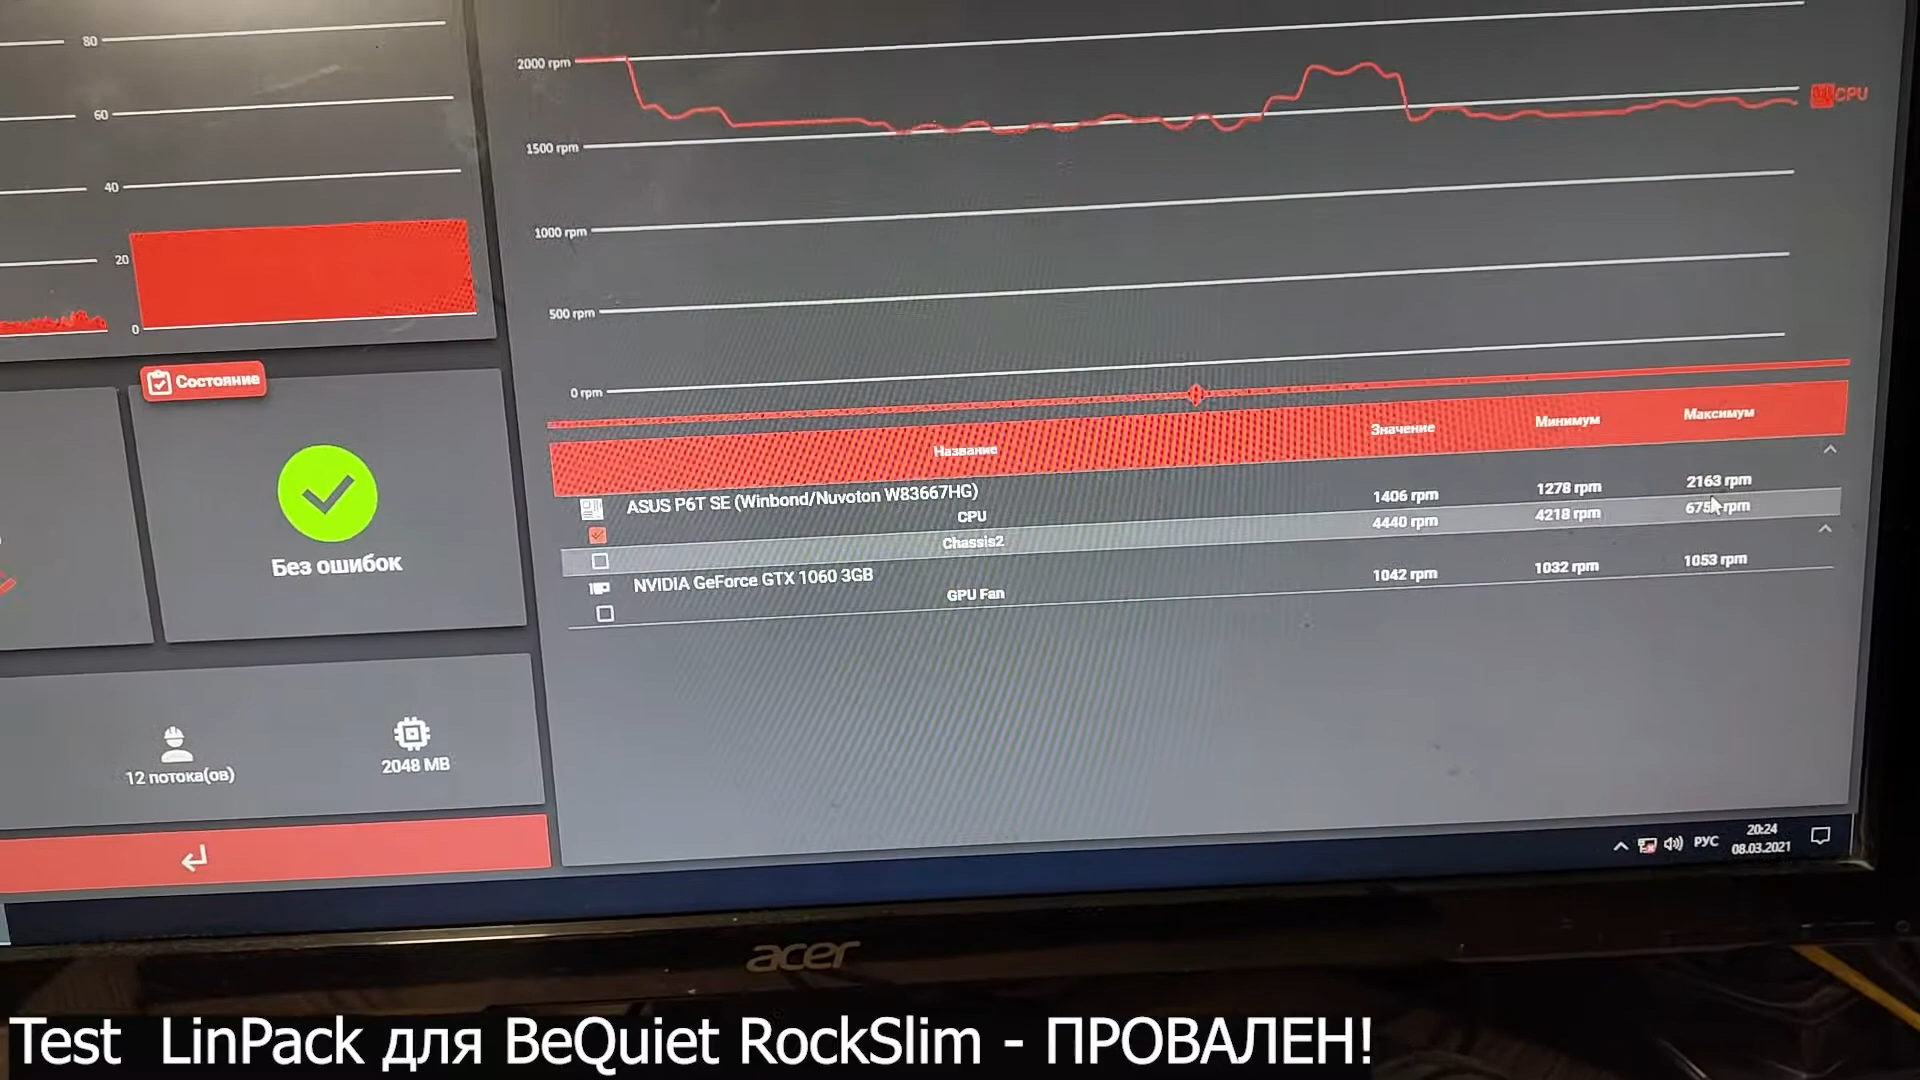 80
60
40
20
0
Состояние
Без ошибок
12 потока(ов)
2048 MB
2000 rpm
1500 rpm
1000 rpm
500 rpm
0 rpm
CPU
Название Значение Минимум Максимум
ASUS P6T SE (Winbond/Nuvoton W83667HG)
CPU 1406 rpm 1278 rpm 2163 rpm
Chassis2 4440 rpm 4218 rpm
NVIDIA GeForce GTX 1060 3GB
GPU Fan 1042 rpm 1032 rpm 1053 rpm
РУС
20:24
08.03.2021
acer
Test LinPack для BeQuiet RockSlim - ПРОВАЛЕН!